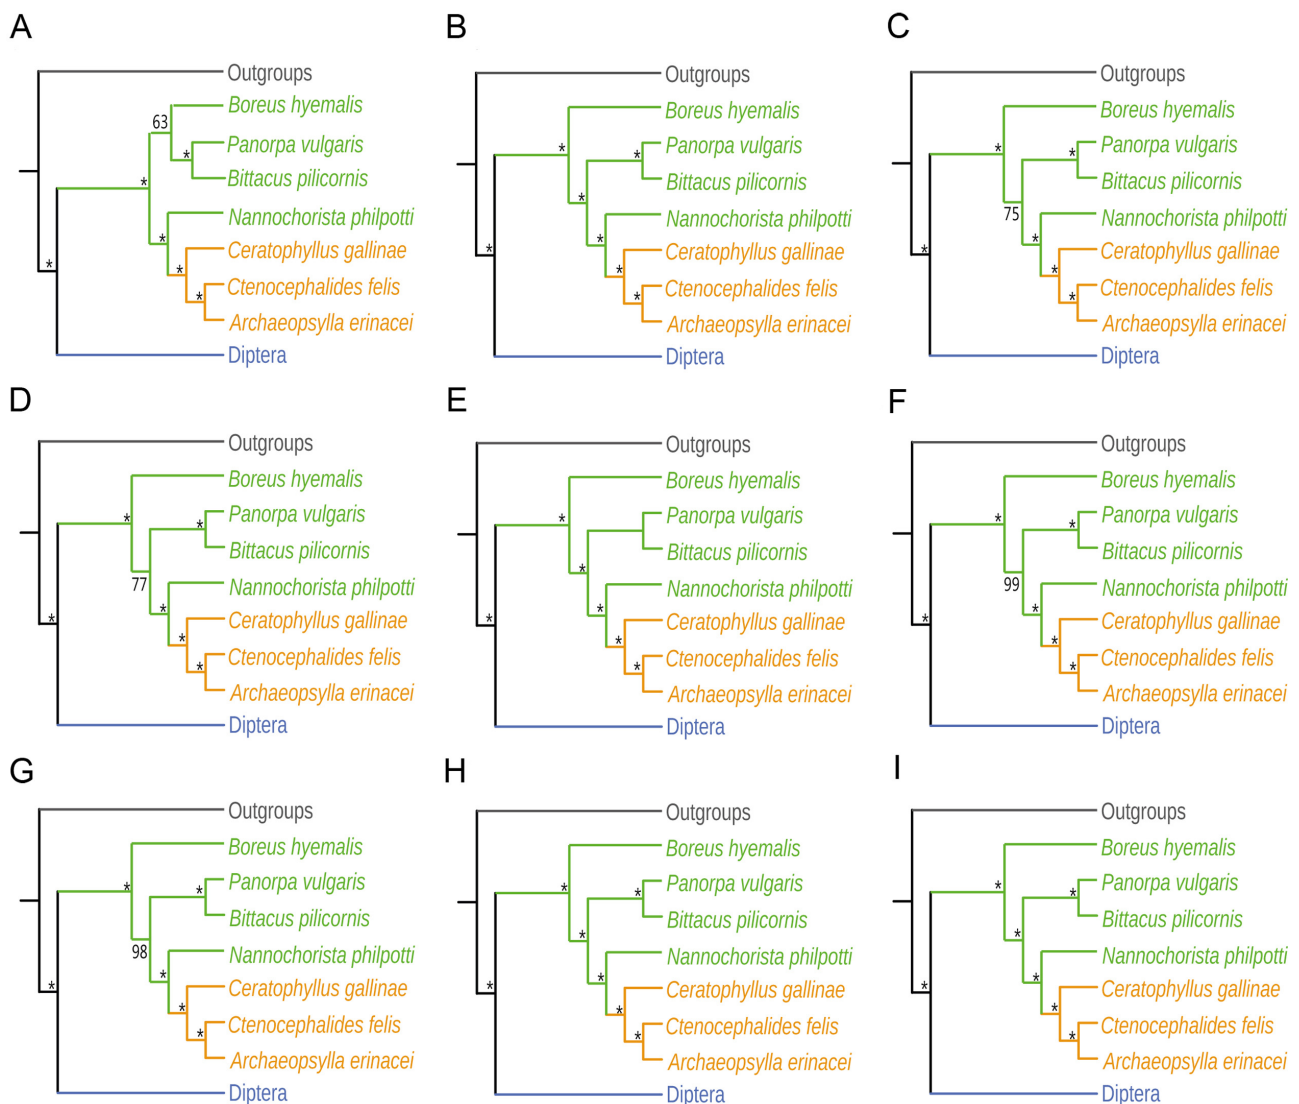 A
Outgroups
Boreus hyemalis
63
Panorpa vulgaris
*
Bittacus pilicornis
*
Nannochorista philpotti
*
Ceratophyllus gallinae
*
*
Ctenocephalides felis
*
Archaeopsylla erinacei
Diptera
B
Outgroups
Boreus hyemalis
*
Panorpa vulgaris
*
Bittacus pilicornis
*
Nannochorista philpotti
*
*
Ceratophyllus gallinae
*
Ctenocephalides felis
*
Archaeopsylla erinacei
Diptera
C
Outgroups
Boreus hyemalis
*
Panorpa vulgaris
*
Bittacus pilicornis
75
Nannochorista philpotti
*
*
Ceratophyllus gallinae
*
Ctenocephalides felis
*
Archaeopsylla erinacei
Diptera
D
Outgroups
Boreus hyemalis
*
Panorpa vulgaris
*
Bittacus pilicornis
77
Nannochorista philpotti
*
*
Ceratophyllus gallinae
*
Ctenocephalides felis
*
Archaeopsylla erinacei
Diptera
E
Outgroups
Boreus hyemalis
*
Panorpa vulgaris
Bittacus pilicornis
*
Nannochorista philpotti
*
*
Ceratophyllus gallinae
*
Ctenocephalides felis
*
Archaeopsylla erinacei
Diptera
F
Outgroups
Boreus hyemalis
*
Panorpa vulgaris
*
Bittacus pilicornis
99
Nannochorista philpotti
*
*
Ceratophyllus gallinae
*
Ctenocephalides felis
*
Archaeopsylla erinacei
Diptera
G
Outgroups
Boreus hyemalis
*
Panorpa vulgaris
*
Bittacus pilicornis
98
Nannochorista philpotti
*
*
Ceratophyllus gallinae
*
Ctenocephalides felis
*
Archaeopsylla erinacei
Diptera
H
Outgroups
Boreus hyemalis
*
Panorpa vulgaris
*
Bittacus pilicornis
*
Nannochorista philpotti
*
*
Ceratophyllus gallinae
*
Ctenocephalides felis
*
Archaeopsylla erinacei
Diptera
I
Outgroups
Boreus hyemalis
*
Panorpa vulgaris
*
Bittacus pilicornis
*
Nannochorista philpotti
*
*
Ceratophyllus gallinae
*
Ctenocephalides felis
*
Archaeopsylla erinacei
Diptera